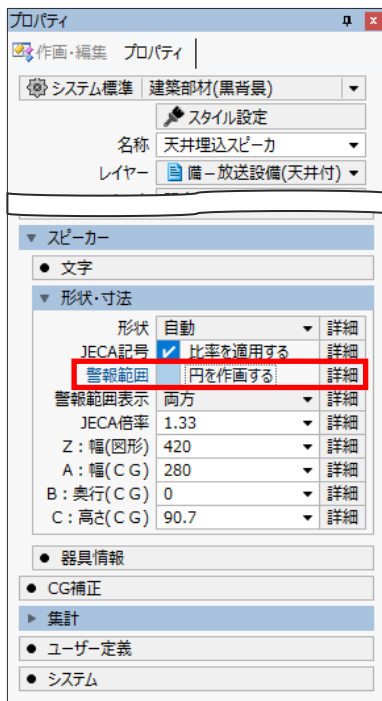 プロパティ
作画・編集 プロパティ
システム標準 建築部材(黒背景)
スタイル設定
名称 天井埋込スピーカ
レイヤー 備－放送設備(天井付)
スピーカー
● 文字
形状・寸法
形状 自動 詳細
JECA記号 比率を適用する 詳細
警報範囲 円を作画する 詳細
警報範囲表示 両方 詳細
JECA倍率 1.33 詳細
Z：幅(図形) 420 詳細
A：幅(CG) 280 詳細
B：奥行(CG) 0 詳細
C：高さ(CG) 90.7 詳細
● 器具情報
● CG補正
集計
● ユーザー定義
● システム